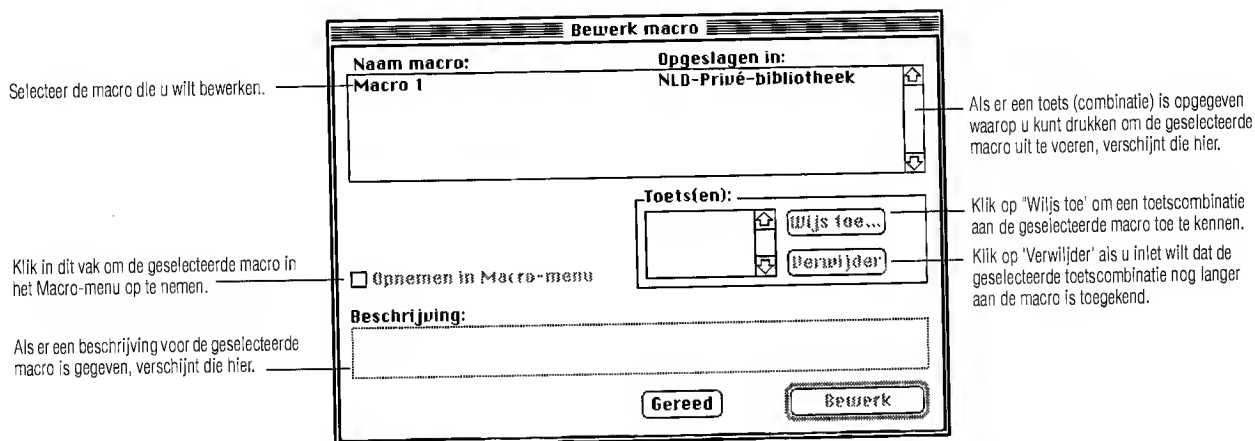 Bewerk macro
Naam macro: Opgeslagen in:
Macro 1 NLD-Privé-bibliotheek
Selecteer de macro die u wilt bewerken.
Als er een toets (combinatie) is opgegeven
waarop u kunt drukken om de geselecteerde
macro uit te voeren, verschijnt die hier.
Toets(en):
Wijs toe...
Verwijder
Klik op "Wiljs toe' om een toetscombinatie
aan de geselecteerde macro toe te kennen.
Klik op 'Verwiljder' als u inlet wilt dat de
geselecteerde toetscombinatie nog langer
aan de macro is toegekend.
Klik in dit vak om de geselecteerde macro in
het Macro-menu op te nemen.
Opnemen in Macro-menu
Beschrijving:
Als er een beschrijving voor de geselecteerde
macro is gegeven, verschijnt die hier.
Gereed
Bewerk